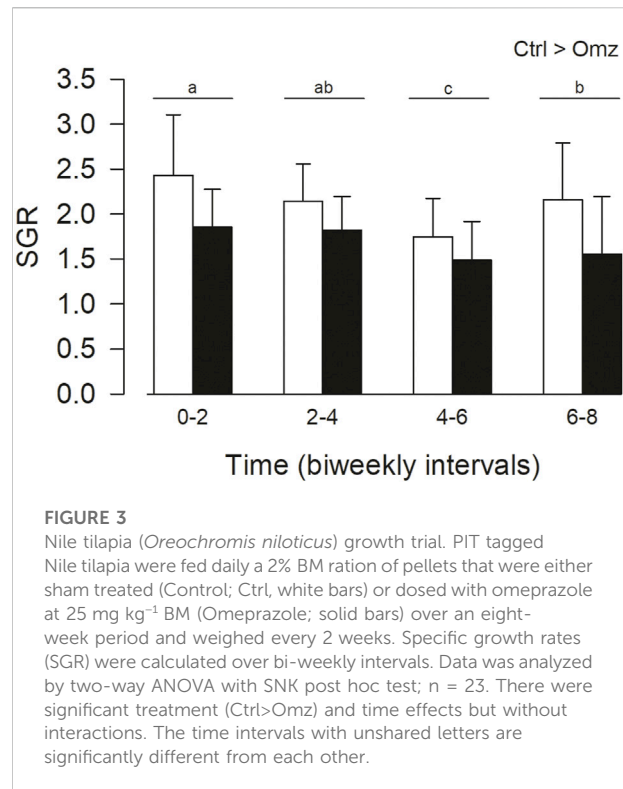 Ctrl > Omz
3.5
a
ab
c
b
3.0
2.5
2.0
SGR
1.5
1.0
0.5
0.0
0-2
2-4
4-6
6-8
Time (biweekly intervals)
FIGURE 3
Nile tilapia (Oreochromis niloticus) growth trial. PIT tagged
Nile tilapia were fed daily a 2% BM ration of pellets that were either
sham treated (Control; Ctrl, white bars) or dosed with omeprazole
at 25 mg kg⁻¹ BM (Omeprazole; solid bars) over an eight-
week period and weighed every 2 weeks. Specific growth rates
(SGR) were calculated over bi-weekly intervals. Data was analyzed
by two-way ANOVA with SNK post hoc test; n = 23. There were
significant treatment (Ctrl>Omz) and time effects but without
interactions. The time intervals with unshared letters are
significantly different from each other.